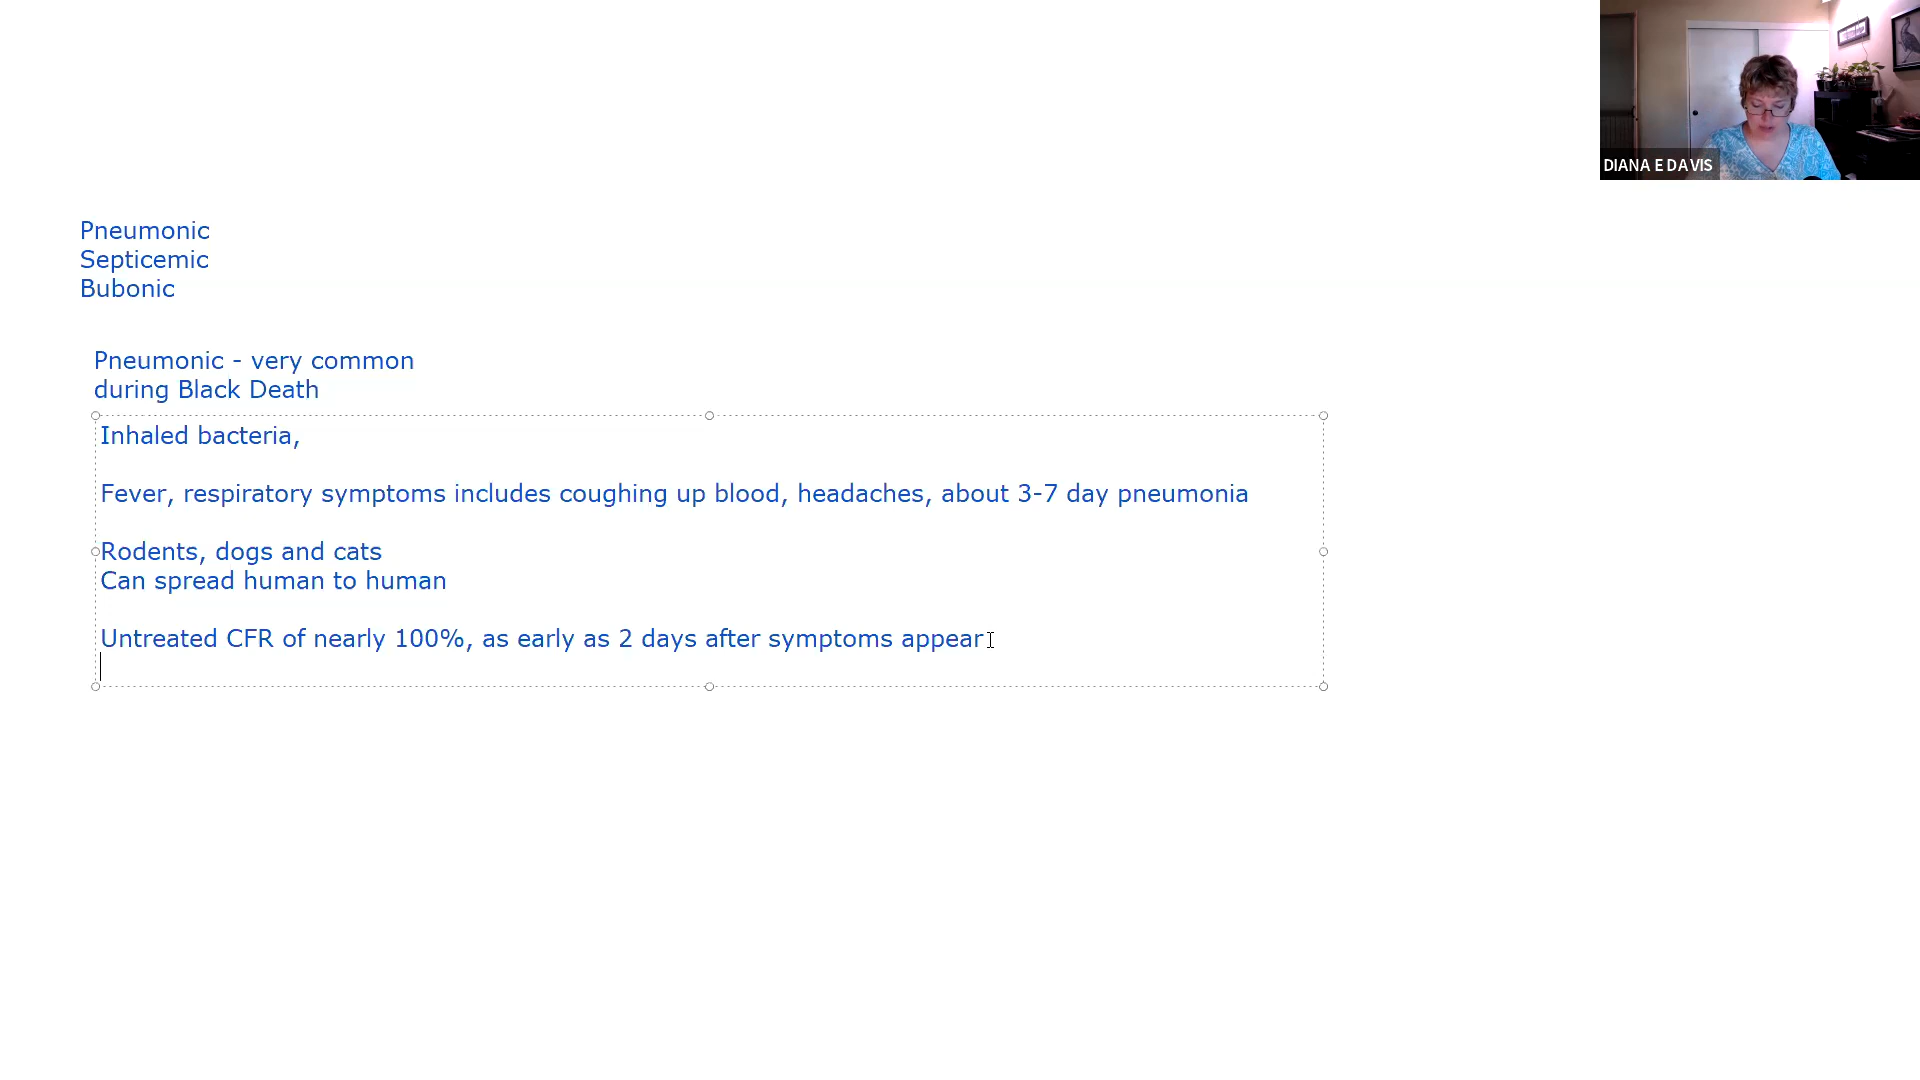 DIANA E DAVIS
Pneumonic
Septicemic
Bubonic
Pneumonic - very common
during Black Death
Inhaled bacteria,
Fever, respiratory symptoms includes coughing up blood, headaches, about 3-7 day pneumonia
Rodents, dogs and cats
Can spread human to human
Untreated CFR of nearly 100%, as early as 2 days after symptoms appear